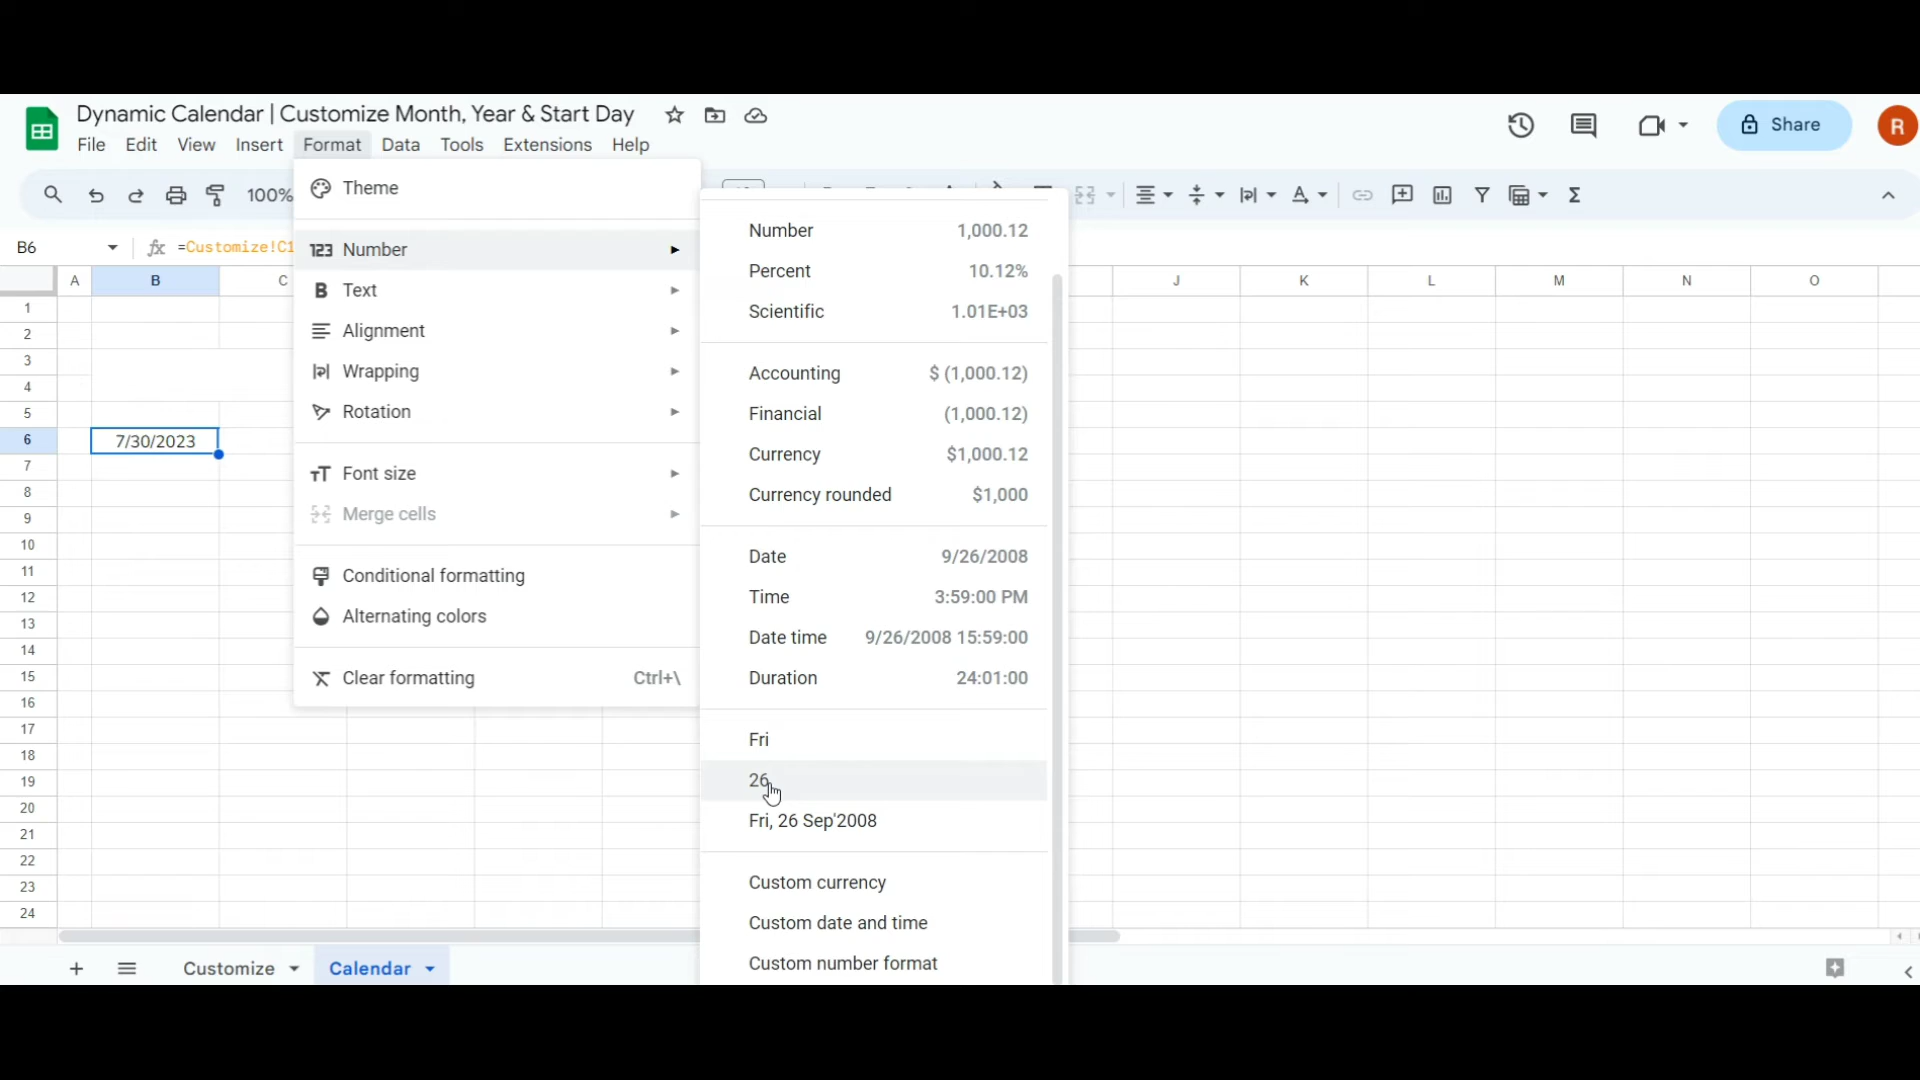 Dynamic Calendar | Customize Month, Year & Start Day
File Edit View Insert Format Data Tools Extensions Help
Share
R
100%
B6
=Customize!C1
Theme
123 Number
B Text
Alignment
Wrapping
Rotation
Font size
Merge cells
Conditional formatting
Alternating colors
Clear formatting Ctrl+\
Number 1,000.12
Percent 10.12%
Scientific 1.01E+03
Accounting $ (1,000.12)
Financial (1,000.12)
Currency $1,000.12
Currency rounded $1,000
Date 9/26/2008
Time 3:59:00 PM
Date time 9/26/2008 15:59:00
Duration 24:01:00
Fri
26
Fri, 26 Sep'2008
Custom currency
Custom date and time
Custom number format
A B C J K L M N O
1
2
3
4
5
6 7/30/2023
7
8
9
10
11
12
13
14
15
16
17
18
19
20
21
22
23
24
Customize Calendar